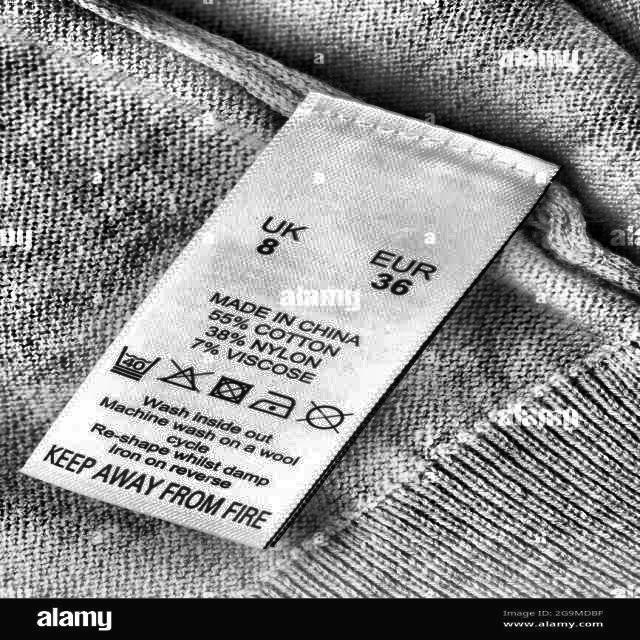 UK
8
EUR
36
MADE IN CHINA
55% COTTON
38% NYLON
7% VISCOSE
40
Wash inside out
Machine wash on a wool
cycle
Re-shape whilst damp
Iron on reverse
KEEP AWAY FROM FIRE
alamy
alamy
alamy
alamy
Image ID: 2G9MDBF
www.alamy.com